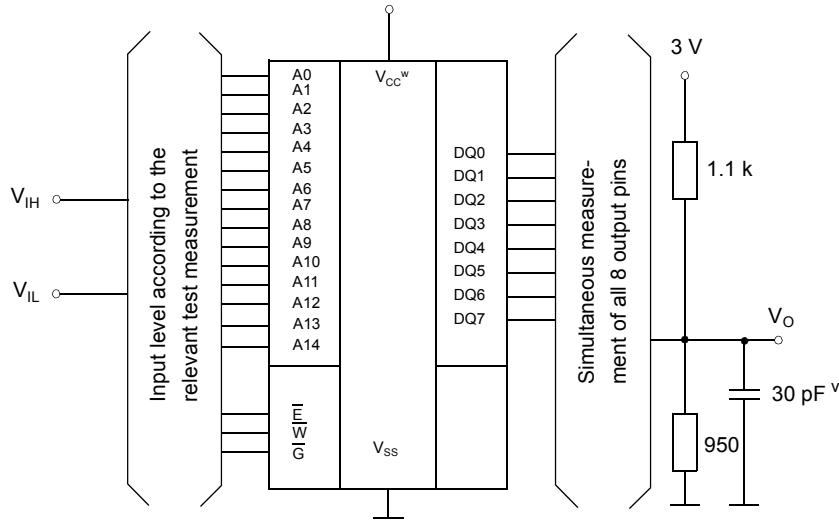 V_IH
V_IL
Input level according to the
relevant test measurement
A0
A1
A2
A3
A4
A5
A6
A7
A8
A9
A10
A11
A12
A13
A14
E̅
W̅
G̅
V_CC^w
V_SS
DQ0
DQ1
DQ2
DQ3
DQ4
DQ5
DQ6
DQ7
Simultaneous measure-
ment of all 8 output pins
3 V
1.1 k
V_O
30 pF ^v
950